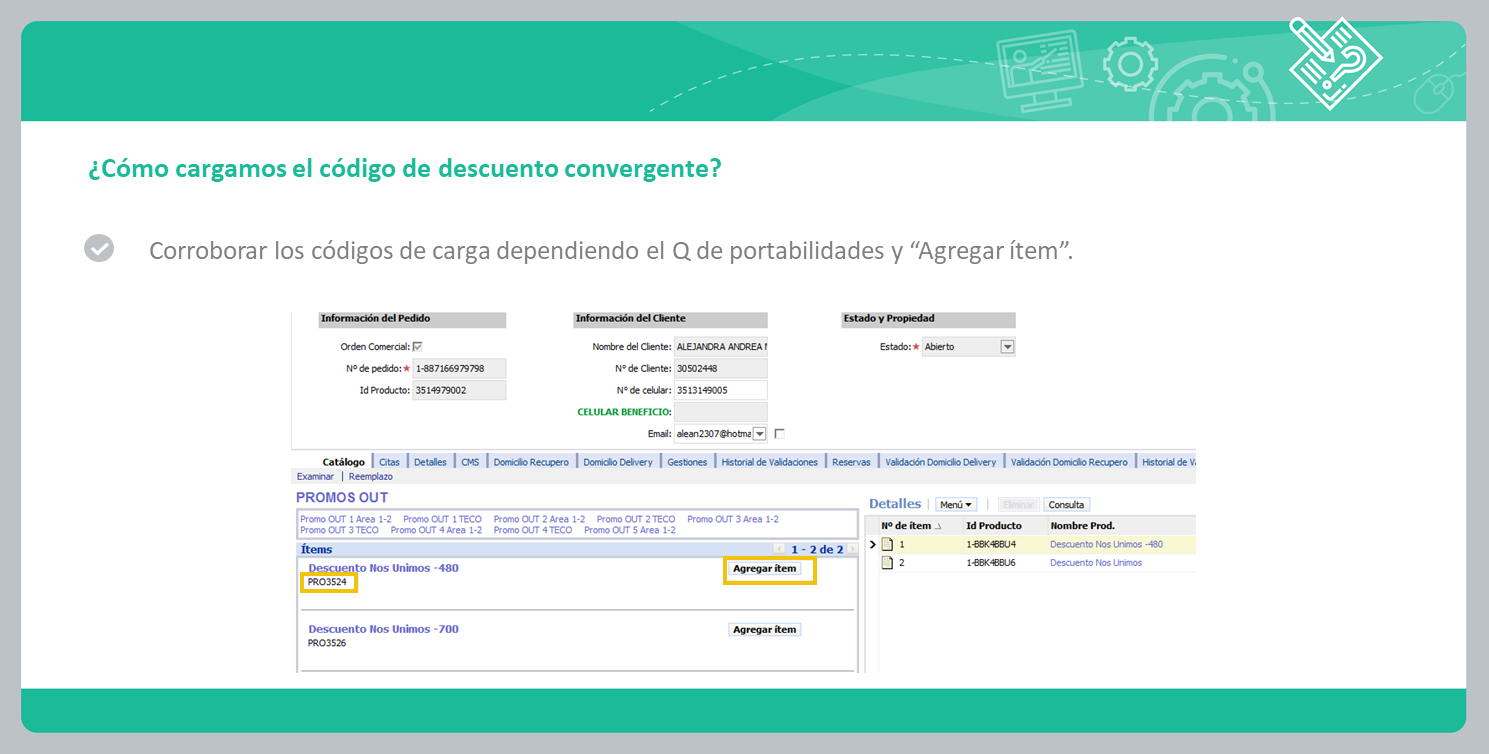 ¿Cómo cargamos el código de descuento convergente?
Corroborar los códigos de carga dependiendo el Q de portabilidades y “Agregar ítem”.
Información del Pedido
Información del Cliente
Estado y Propiedad
Orden Comercial:
Nombre del Cliente: ALEJANDRA ANDREA
Estado:★ Abierto
Nº de pedido:★ 1-887166979798
Nº de Cliente: 30502448
Id Producto: 3514979002
Nº de celular: 3513149005
CELULAR BENEFICIO:
Email: alean2307@hotma
Catálogo Citas Detalles CMS Domicilio Recupero Domicilio Delivery Gestiones Historial de Validaciones Reservas Validación Domicilio Delivery Validación Domicilio Recupero Historial de
Examinar | Reemplazo
PROMOS OUT
Promo OUT 1 Area 1-2 Promo OUT 1 TECO Promo OUT 2 Area 1-2 Promo OUT 2 TECO Promo OUT 3 Area 1-2
Promo OUT 3 TECO Promo OUT 4 Area 1-2 Promo OUT 4 TECO Promo OUT 5 Area 1-2
Ítems 1 - 2 de 2
Descuento Nos Unimos -480 Agregar ítem
PRO3524
Descuento Nos Unimos -700 Agregar ítem
PRO3526
Detalles | Menú | Eliminar Consulta
Nº de ítem Id Producto Nombre Prod.
1 1-BBK4BBU4 Descuento Nos Unimos -480
2 1-BBK4BBU6 Descuento Nos Unimos